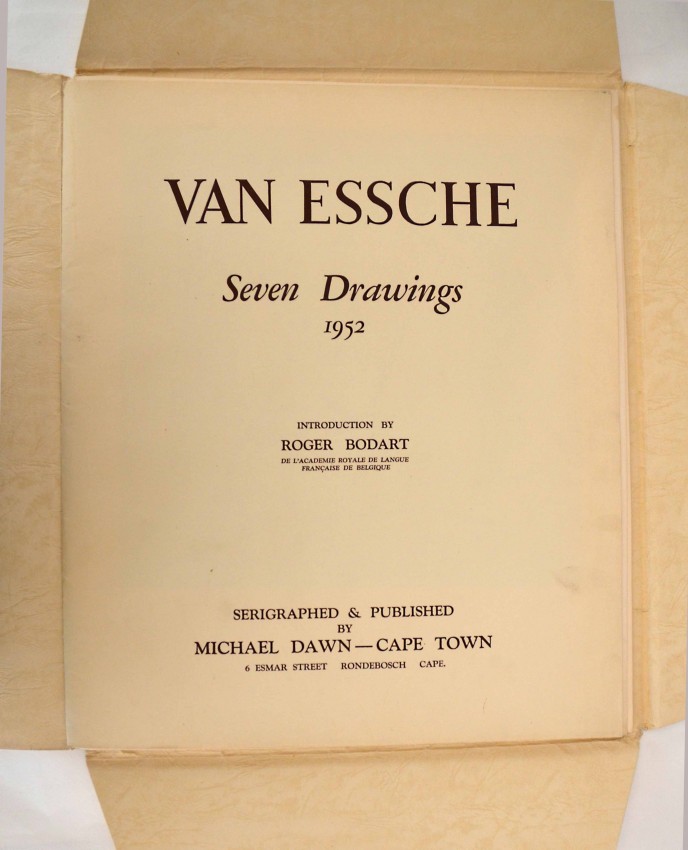 VAN ESSCHE
Seven Drawings
1952
INTRODUCTION BY
ROGER BODART
DE L'ACADEMIE ROYALE DE LANGUE
FRANÇAISE DE BELGIQUE
SERIGRAPHED & PUBLISHED
BY
MICHAEL DAWN—CAPE TOWN
6 ESMAR STREET RONDEBOSCH CAPE.